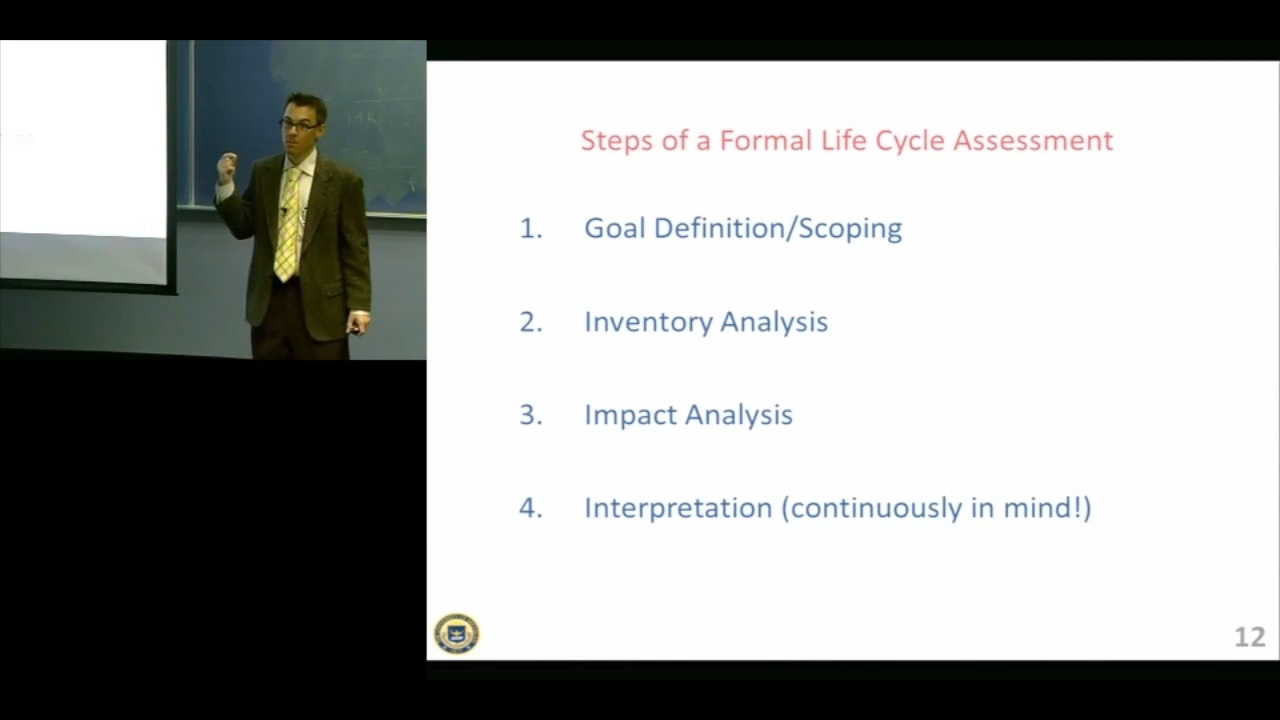 Steps of a Formal Life Cycle Assessment
1. Goal Definition/Scoping
2. Inventory Analysis
3. Impact Analysis
4. Interpretation (continuously in mind!)
12